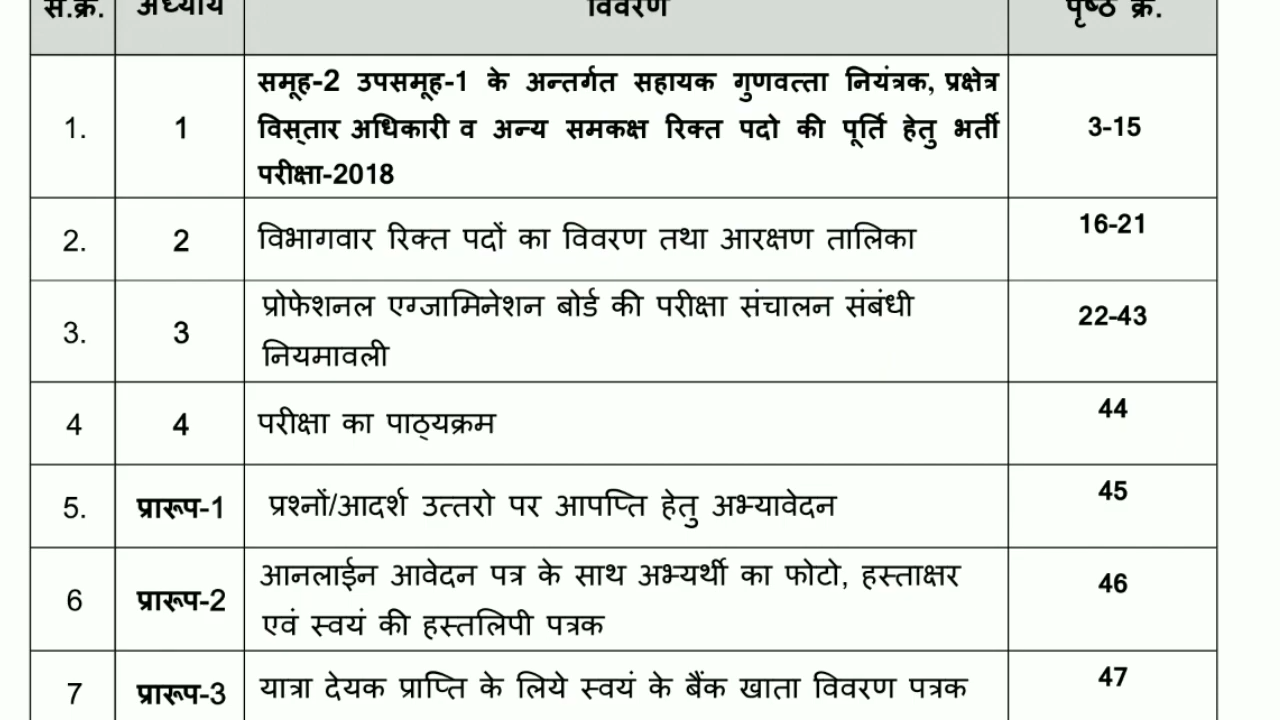 स.क्र. अध्याय विवरण पृष्ठ क्र.
समूह-2 उपसमूह-1 के अन्तर्गत सहायक गुणवत्ता नियंत्रक, प्रक्षेत्र
1. 1 विस्तार अधिकारी व अन्य समकक्ष रिक्त पदो की पूर्ति हेतु भर्ती 3-15
परीक्षा-2018
2. 2 विभागवार रिक्त पदों का विवरण तथा आरक्षण तालिका 16-21
प्रोफेशनल एग्जामिनेशन बोर्ड की परीक्षा संचालन संबंधी
3. 3 नियमावली 22-43
4 4 परीक्षा का पाठ्यक्रम 44
5. प्रारूप-1 प्रश्नों/आदर्श उत्तरो पर आपप्ति हेतु अभ्यावेदन 45
आनलाईन आवेदन पत्र के साथ अभ्यर्थी का फोटो, हस्ताक्षर
6 प्रारूप-2 एवं स्वयं की हस्तलिपी पत्रक 46
7 प्रारूप-3 यात्रा देयक प्राप्ति के लिये स्वयं के बैंक खाता विवरण पत्रक 47